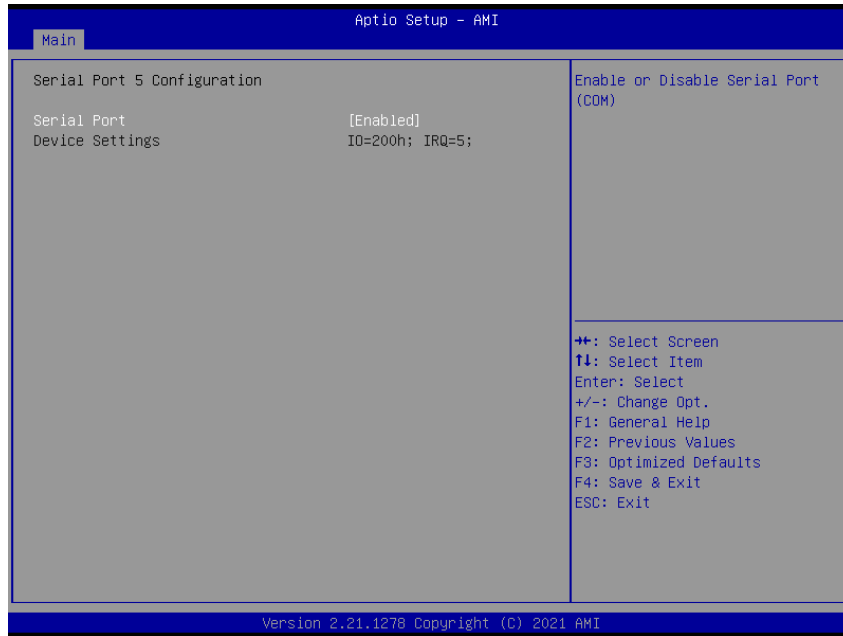 Aptio Setup – AMI
Main
Serial Port 5 Configuration
Serial Port [Enabled]
Device Settings IO=200h; IRQ=5;
Enable or Disable Serial Port
(COM)
→←: Select Screen
↑↓: Select Item
Enter: Select
+/-: Change Opt.
F1: General Help
F2: Previous Values
F3: Optimized Defaults
F4: Save & Exit
ESC: Exit
Version 2.21.1278 Copyright (C) 2021 AMI